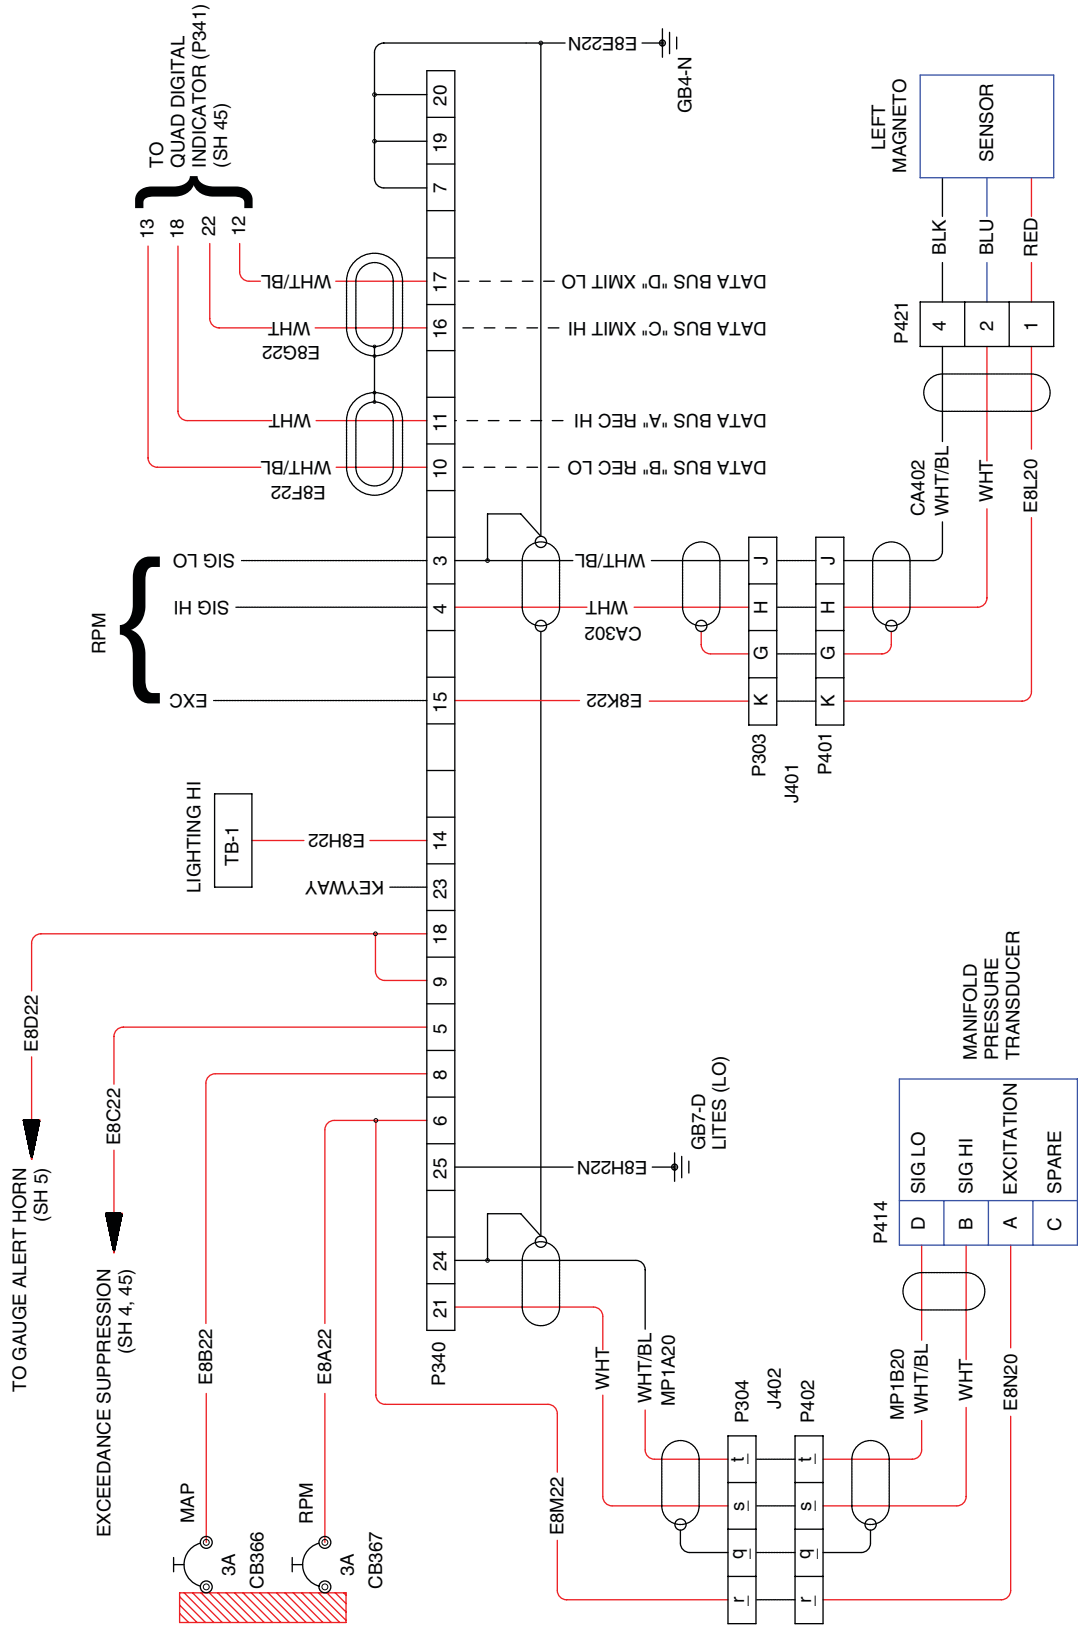 TO
QUAD DIGITAL
INDICATOR (P341)
(SH 45)
13
18
22
12
WHT/BL
WHT
E8G22
WHT
WHT/BL
E8F22
20
19
7
17
16
11
10
3
4
15
14
23
18
9
5
8
6
25
24
21
P340
E8E22N
GB4-N
DATA BUS "D" XMIT LO
DATA BUS "C" XMIT HI
DATA BUS "A" REC HI
DATA BUS "B" REC LO
LEFT
MAGNETO
SENSOR
BLK
BLU
RED
P421
4
2
1
CA402
WHT/BL
WHT
E8L20
RPM
SIG LO
SIG HI
EXC
WHT/BL
WHT
CA302
E8K22
J
H
G
K
P303
J401
J
H
G
K
P401
LIGHTING HI
TB-1
E8H22
KEYWAY
E8D22
TO GAUGE ALERT HORN
(SH 5)
E8C22
EXCEEDANCE SUPPRESSION
(SH 4, 45)
E8B22
MAP
3A
CB366
E8A22
RPM
3A
CB367
E8H22N
GB7-D
LITES (LO)
WHT
WHT/BL
MP1A20
E8M22
P304
J402
P402
t
s
q
r
t
s
q
r
MP1B20
WHT/BL
WHT
E8N20
P414
D
B
A
C
SIG LO
SIG HI
EXCITATION
SPARE
MANIFOLD
PRESSURE
TRANSDUCER